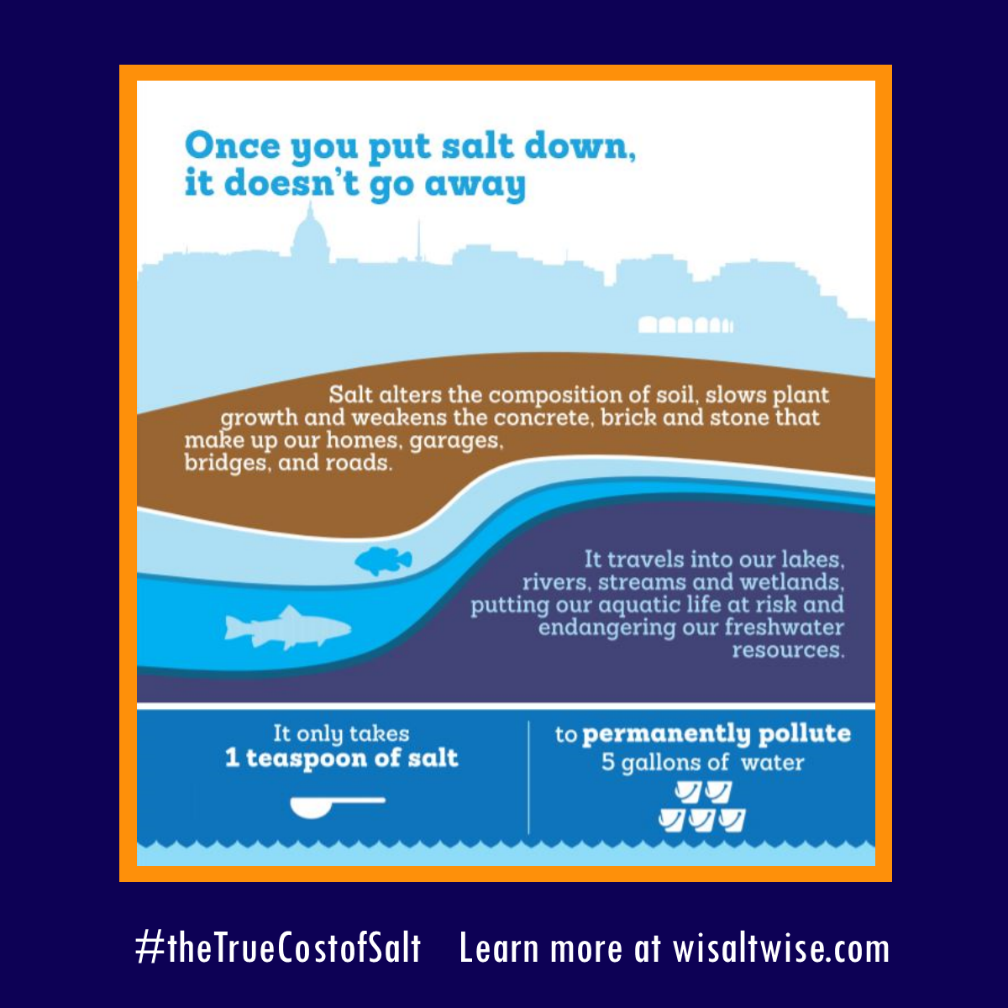 Once you put salt down,
it doesn't go away
Salt alters the composition of soil, slows plant
growth and weakens the concrete, brick and stone that
make up our homes, garages,
bridges, and roads.
It travels into our lakes,
rivers, streams and wetlands,
putting our aquatic life at risk and
endangering our freshwater
resources.
It only takes
1 teaspoon of salt
to permanently pollute
5 gallons of water
#theTrueCostofSalt Learn more at wisaltwise.com